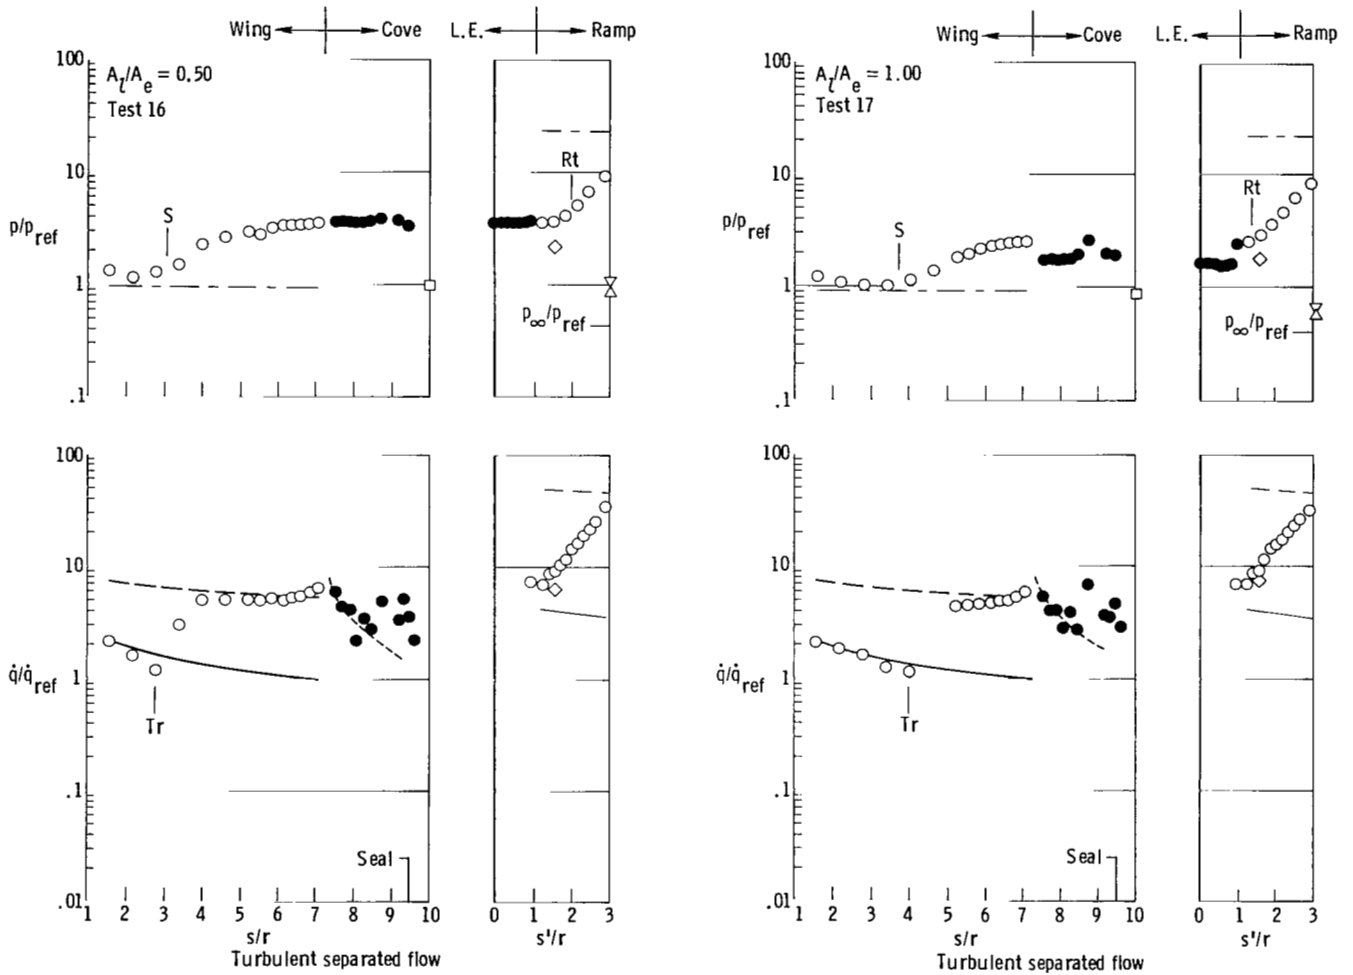 Wing Cove L.E. Ramp
A_l/A_e = 0.50
Test 16
100
10
1
.1
p/p_ref
S
Rt
p_∞/p_ref
100
10
1
.1
.01
q̇/q̇_ref
Tr
Seal
1 2 3 4 5 6 7 8 9 10
s/r
0 1 2 3
s'/r
Turbulent separated flow
Wing Cove L.E. Ramp
A_l/A_e = 1.00
Test 17
100
10
1
.1
p/p_ref
S
Rt
p_∞/p_ref
100
10
1
.1
.01
q̇/q̇_ref
Tr
Seal
1 2 3 4 5 6 7 8 9 10
s/r
0 1 2 3
s'/r
Turbulent separated flow